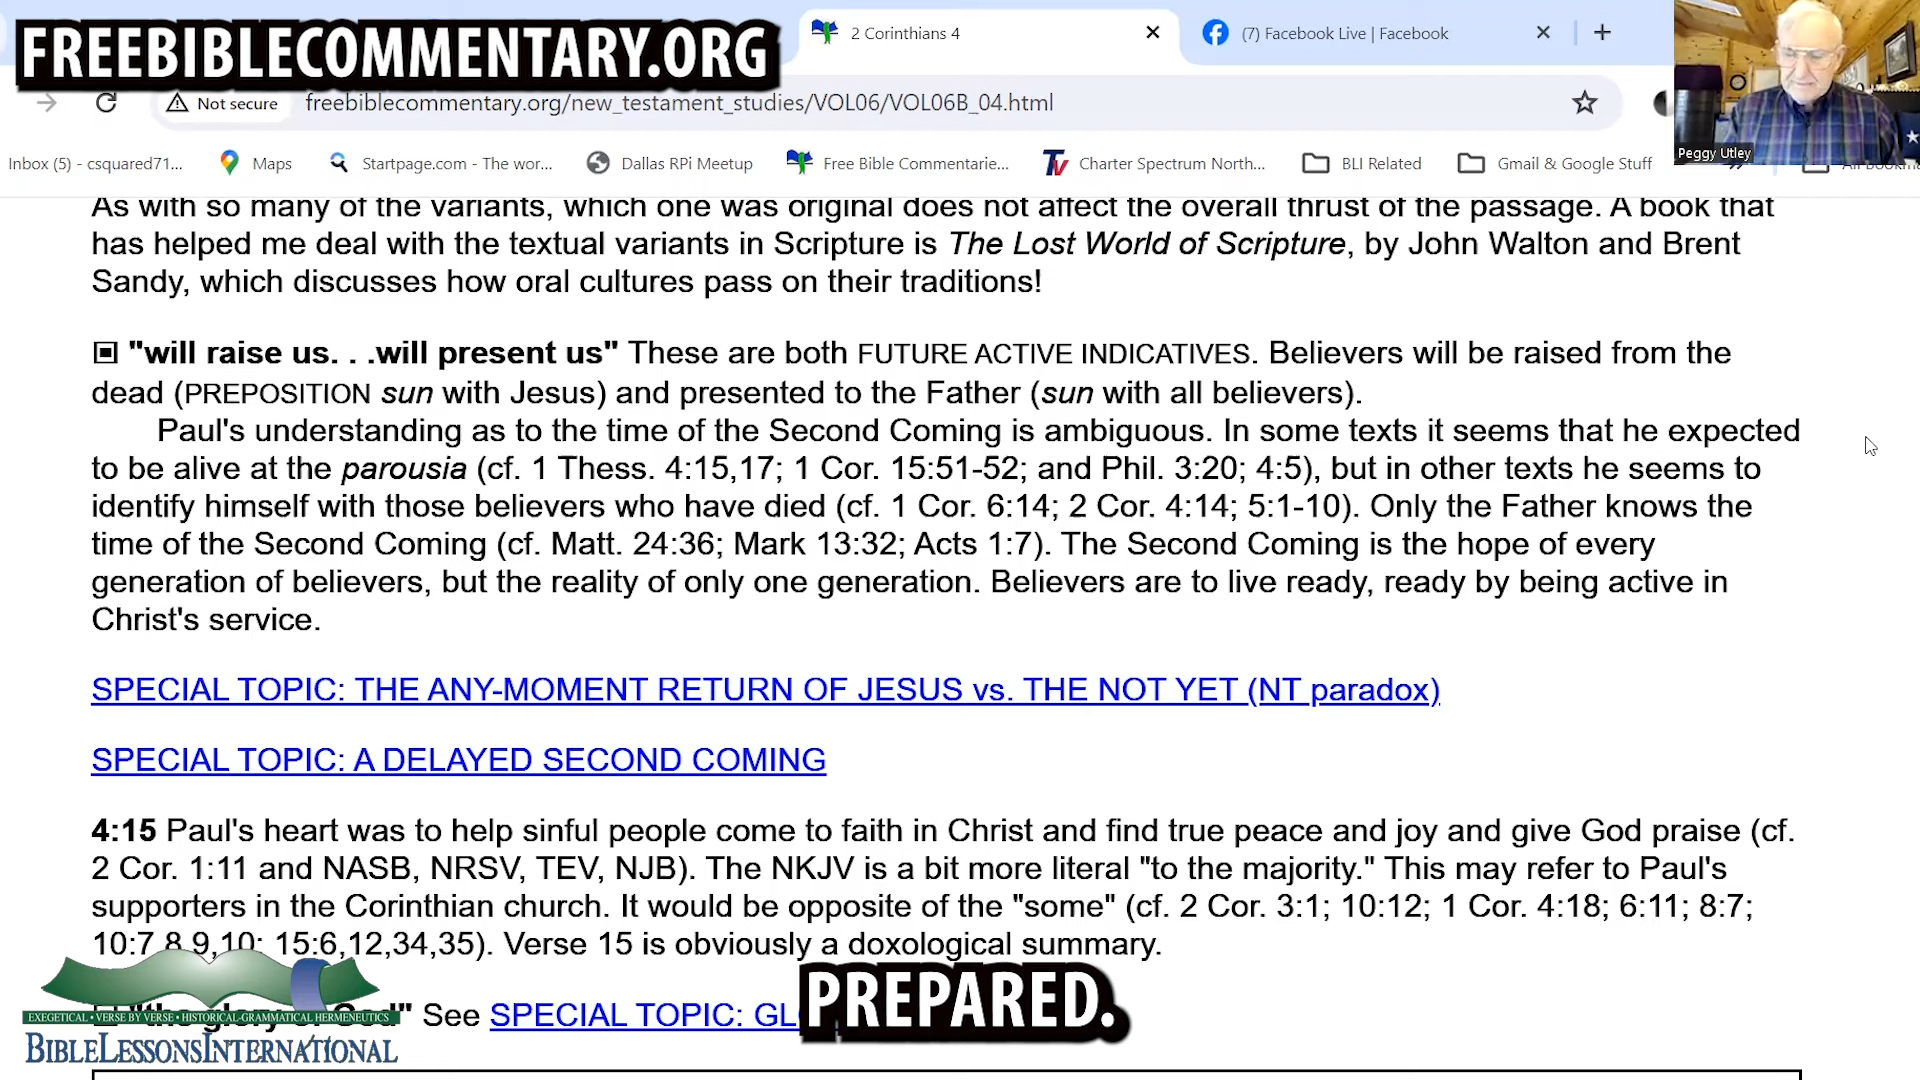 FREEBIBLECOMMENTARY.ORG
2 Corinthians 4
(7) Facebook Live | Facebook
Not secure
freebiblecommentary.org/new_testament_studies/VOL06/VOL06B_04.html
Inbox (5) - csquared71...
Maps
Startpage.com - The wor...
Dallas RPi Meetup
Free Bible Commentarie...
Charter Spectrum North...
BLI Related
Gmail & Google Stuff
Peggy Utley
As with so many of the variants, which one was original does not affect the overall thrust of the passage. A book that
has helped me deal with the textual variants in Scripture is The Lost World of Scripture, by John Walton and Brent
Sandy, which discusses how oral cultures pass on their traditions!
"will raise us. . .will present us" These are both FUTURE ACTIVE INDICATIVES. Believers will be raised from the
dead (PREPOSITION sun with Jesus) and presented to the Father (sun with all believers).
Paul's understanding as to the time of the Second Coming is ambiguous. In some texts it seems that he expected
to be alive at the parousia (cf. 1 Thess. 4:15,17; 1 Cor. 15:51-52; and Phil. 3:20; 4:5), but in other texts he seems to
identify himself with those believers who have died (cf. 1 Cor. 6:14; 2 Cor. 4:14; 5:1-10). Only the Father knows the
time of the Second Coming (cf. Matt. 24:36; Mark 13:32; Acts 1:7). The Second Coming is the hope of every
generation of believers, but the reality of only one generation. Believers are to live ready, ready by being active in
Christ's service.
SPECIAL TOPIC: THE ANY-MOMENT RETURN OF JESUS vs. THE NOT YET (NT paradox)
SPECIAL TOPIC: A DELAYED SECOND COMING
4:15 Paul's heart was to help sinful people come to faith in Christ and find true peace and joy and give God praise (cf.
2 Cor. 1:11 and NASB, NRSV, TEV, NJB). The NKJV is a bit more literal "to the majority." This may refer to Paul's
supporters in the Corinthian church. It would be opposite of the "some" (cf. 2 Cor. 3:1; 10:12; 1 Cor. 4:18; 6:11; 8:7;
10:7,8,9,10; 15:6,12,34,35). Verse 15 is obviously a doxological summary.
"the glory of God" See SPECIAL TOPIC: GL
PREPARED.
EXEGETICAL • VERSE BY VERSE • HISTORICAL-GRAMMATICAL HERMENEUTICS
BIBLELESSONSINTERNATIONAL